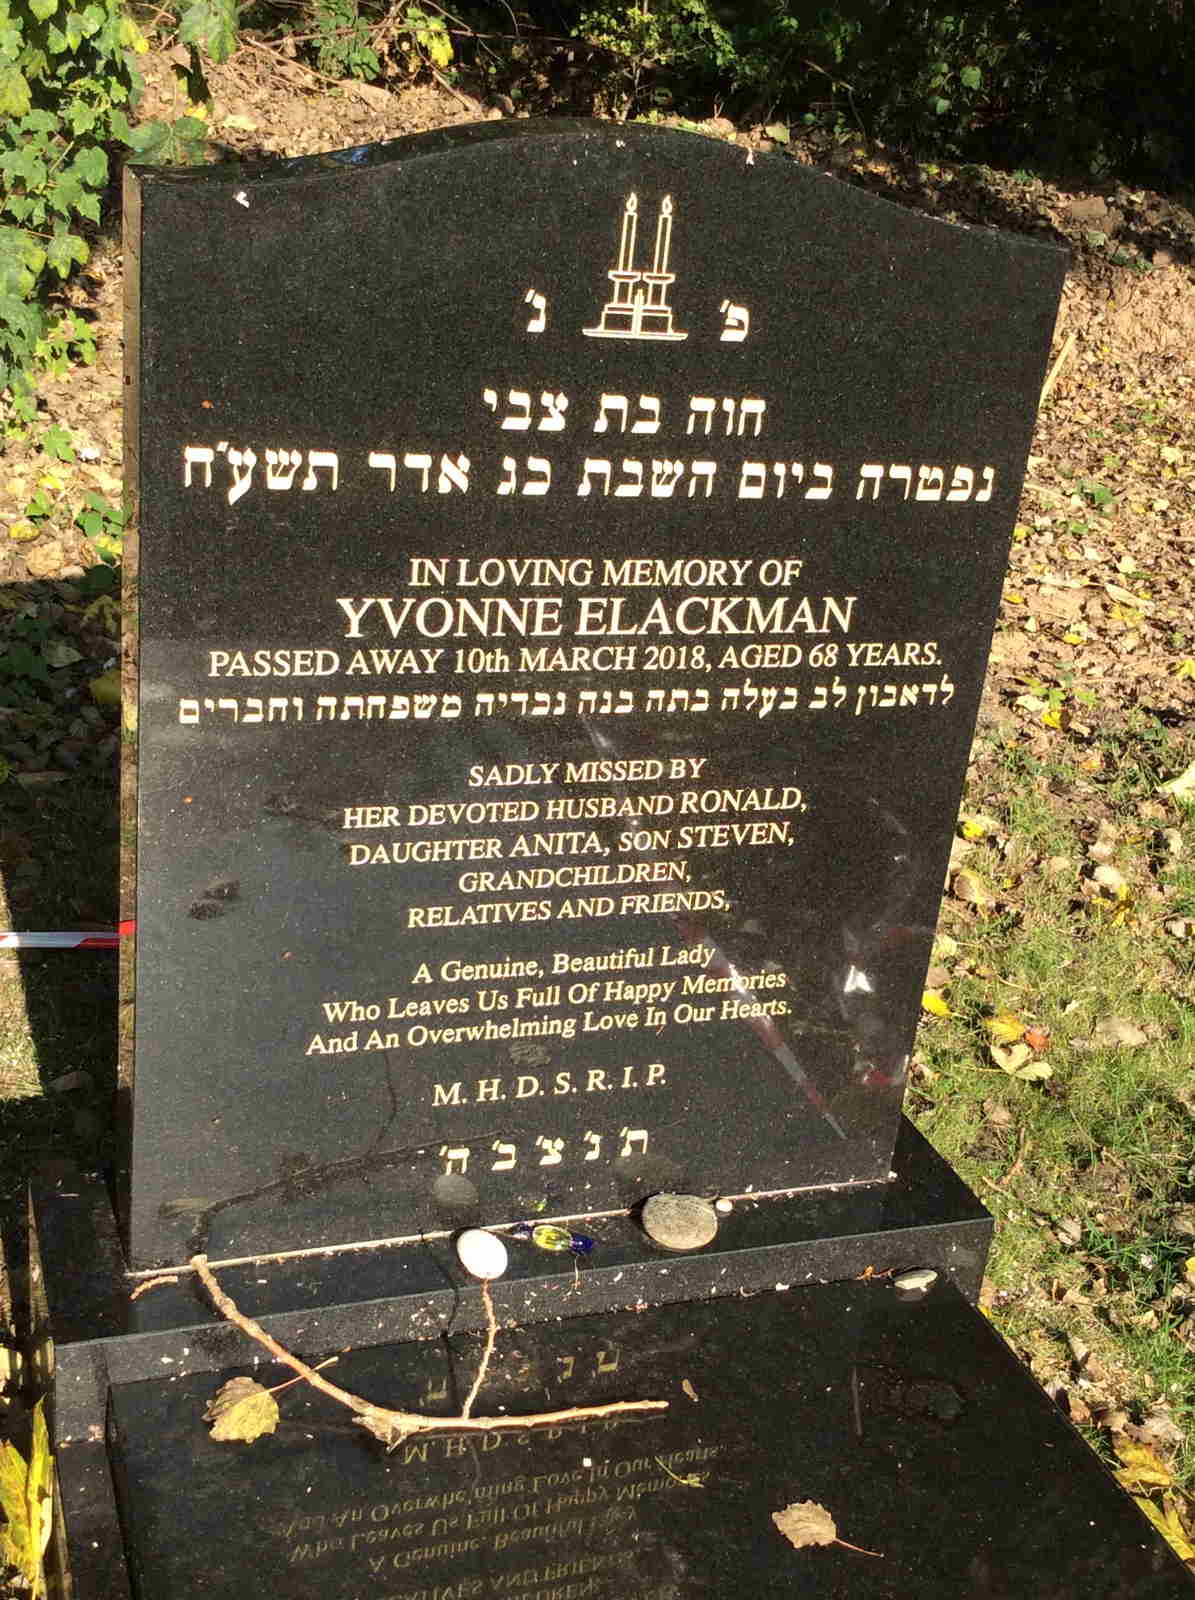 פ' נ'
חוה בת צבי
נפטרה ביום השבת כג אדר תשע״ח
IN LOVING MEMORY OF
YVONNE ELACKMAN
PASSED AWAY 10th MARCH 2018, AGED 68 YEARS.
לדאבון לב בעלה בתה בנה נכדיה משפחתה וחברים
SADLY MISSED BY
HER DEVOTED HUSBAND RONALD,
DAUGHTER ANITA, SON STEVEN,
GRANDCHILDREN,
RELATIVES AND FRIENDS,
A Genuine, Beautiful Lady
Who Leaves Us Full Of Happy Memories
And An Overwhelming Love In Our Hearts.
M. H. D. S. R. I. P.
ת' נ' צ' ב' ה'